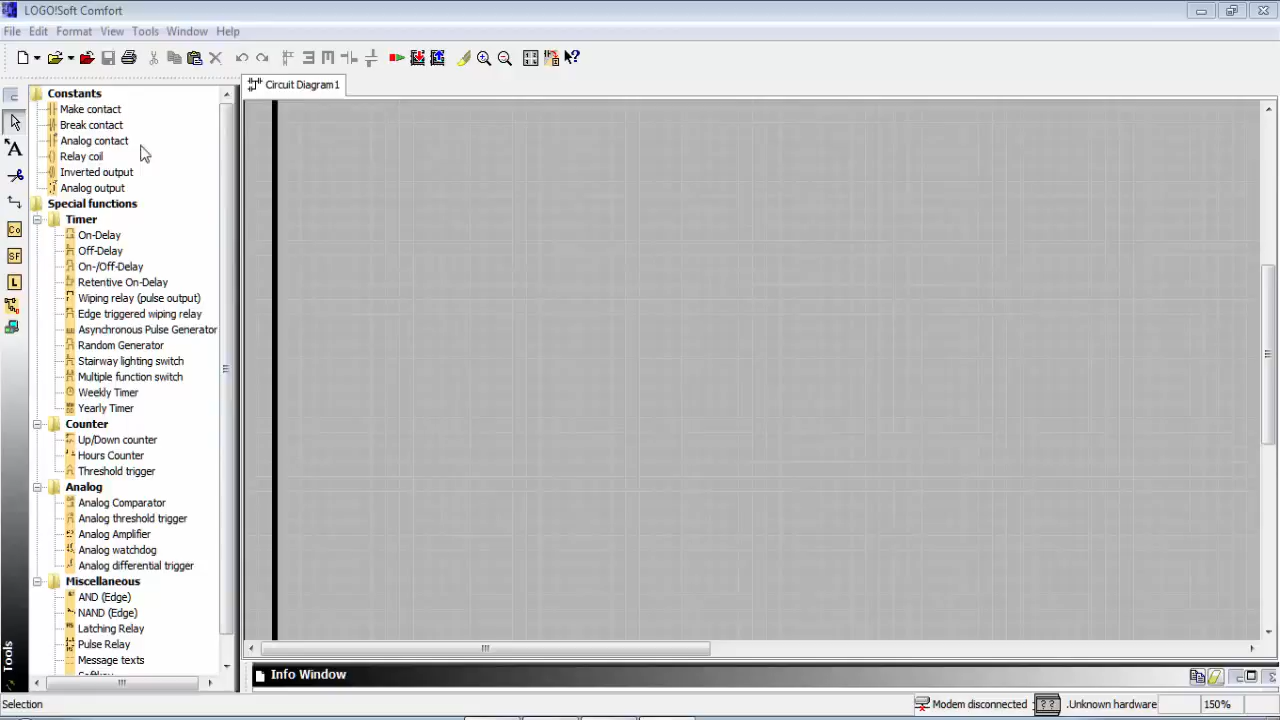 LOGO!Soft Comfort
File Edit Format View Tools Window Help
Circuit Diagram1
Constants
Make contact
Break contact
Analog contact
Relay coil
Inverted output
Analog output
Special functions
Timer
On-Delay
Off-Delay
On-/Off-Delay
Retentive On-Delay
Wiping relay (pulse output)
Edge triggered wiping relay
Asynchronous Pulse Generator
Random Generator
Stairway lighting switch
Multiple function switch
Weekly Timer
Yearly Timer
Counter
Up/Down counter
Hours Counter
Threshold trigger
Analog
Analog Comparator
Analog threshold trigger
Analog Amplifier
Analog watchdog
Analog differential trigger
Miscellaneous
AND (Edge)
NAND (Edge)
Latching Relay
Pulse Relay
Message texts
A
Co
SF
L
Tools
Info Window
Selection
Modem disconnected
? ?
.Unknown hardware
150%